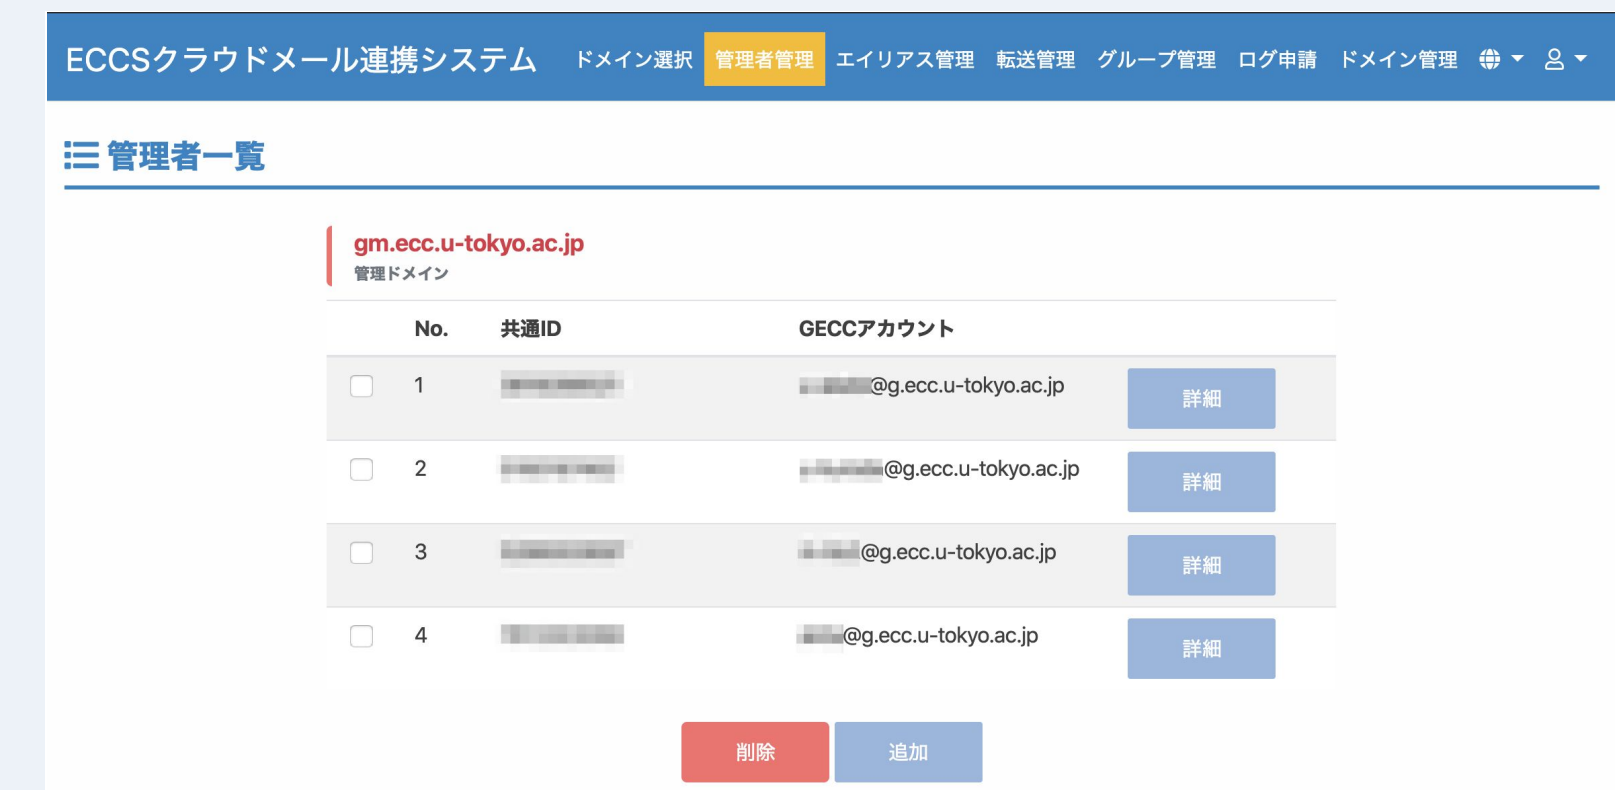 ECCSクラウドメール連携システム ドメイン選択 管理者管理 エイリアス管理 転送管理 グループ管理 ログ申請 ドメイン管理
管理者一覧
gm.ecc.u-tokyo.ac.jp
管理ドメイン
No. 共通ID GECCアカウント
1 @g.ecc.u-tokyo.ac.jp 詳細
2 @g.ecc.u-tokyo.ac.jp 詳細
3 @g.ecc.u-tokyo.ac.jp 詳細
4 @g.ecc.u-tokyo.ac.jp 詳細
削除 追加